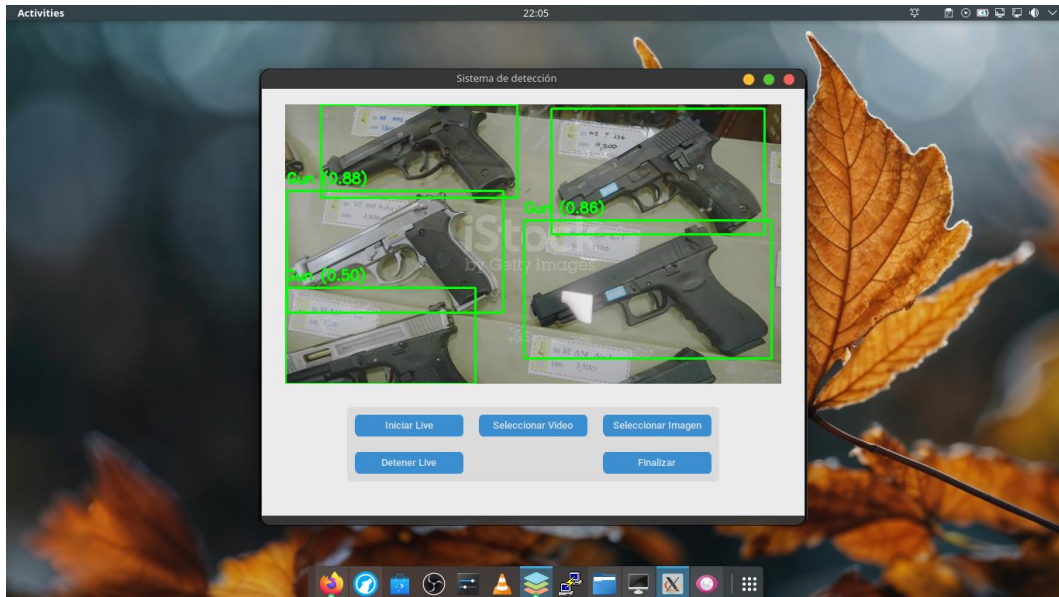 Activities
22:05
Sistema de detección
Gun (0.88)
Gun (0.86)
iStock
by Getty Images
Gun (0.50)
Iniciar Live
Seleccionar Video
Seleccionar Imagen
Detener Live
Finalizar